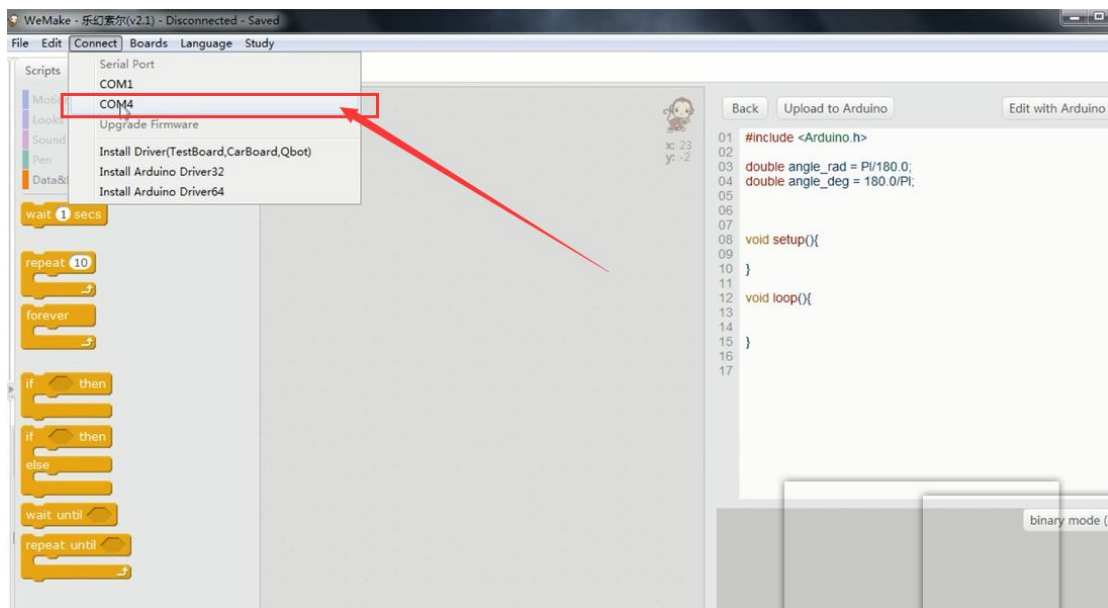 WeMake - 乐幻索尔(v2.1) - Disconnected - Saved
File Edit Connect Boards Language Study
Scripts
Serial Port
COM1
COM4
Upgrade Firmware
Install Driver(TestBoard,CarBoard,Qbot)
Install Arduino Driver32
Install Arduino Driver64
Looks
Sound
Pen
wait 1 secs
repeat 10
forever
if then
if then
else
wait until
repeat until
x: 23
y: -2
Back Upload to Arduino Edit with Arduino
01 #include <Arduino.h>
02
03 double angle_rad = PI/180.0;
04 double angle_deg = 180.0/PI;
05
06
07
08 void setup(){
09
10 }
11
12 void loop(){
13
14
15 }
16
17
binary mode (